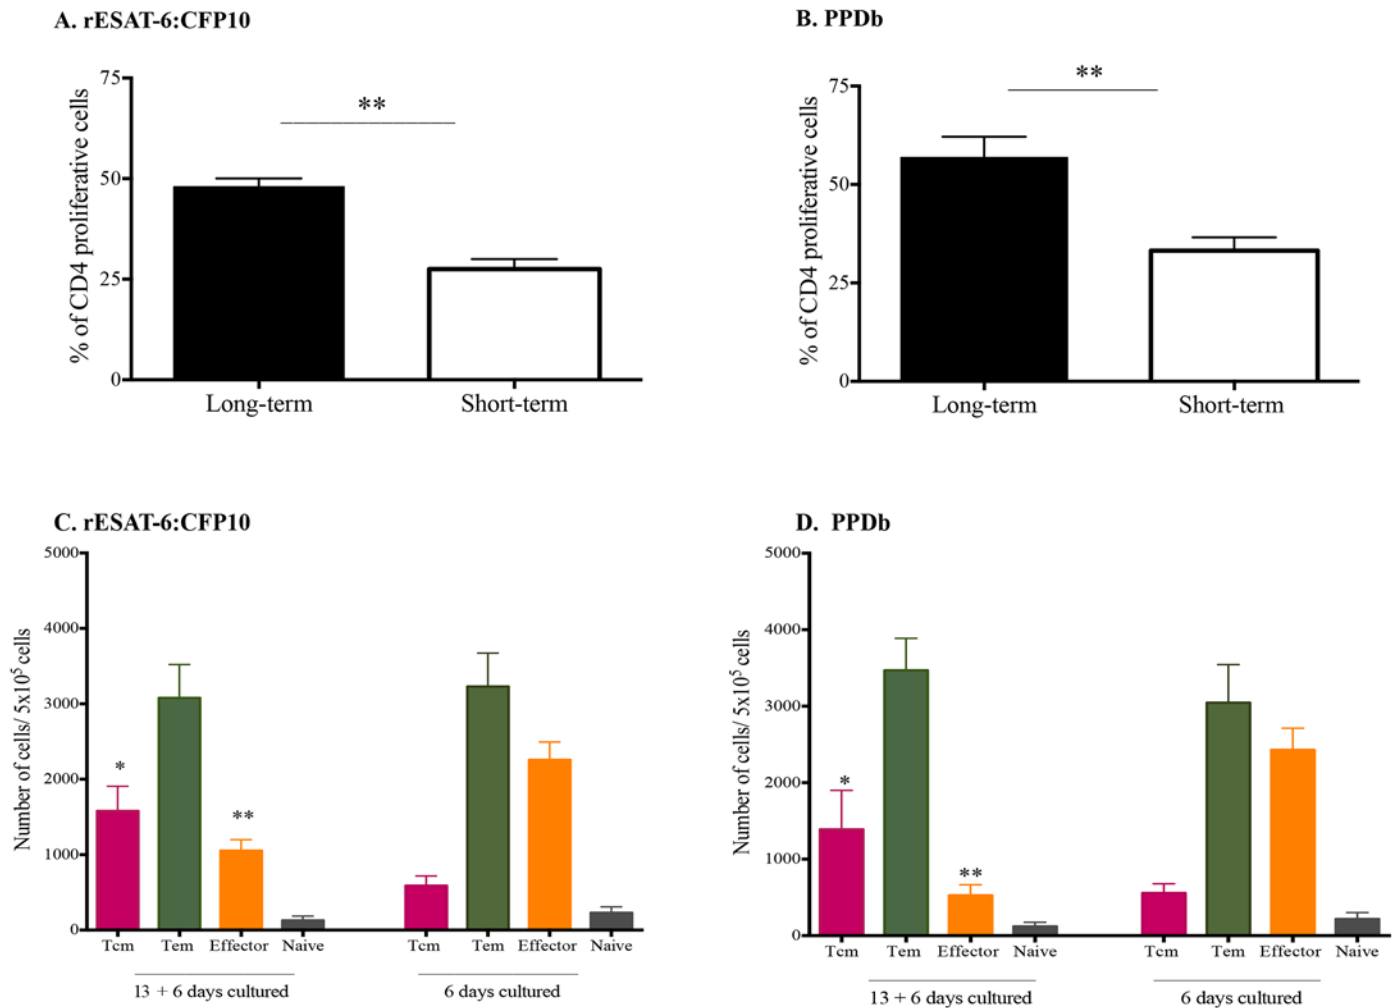 A. rESAT-6:CFP10
% of CD4 proliferative cells
75
50
25
0
**
Long-term
Short-term
B. PPDb
% of CD4 proliferative cells
75
50
25
0
**
Long-term
Short-term
C. rESAT-6:CFP10
Number of cells/ 5x10⁵ cells
5000
4000
3000
2000
1000
0
*
**
Tcm Tem Effector Naive Tcm Tem Effector Naive
13 + 6 days cultured 6 days cultured
D. PPDb
Number of cells/ 5x10⁵ cells
5000
4000
3000
2000
1000
0
*
**
Tcm Tem Effector Naive Tcm Tem Effector Naive
13 + 6 days cultured 6 days cultured